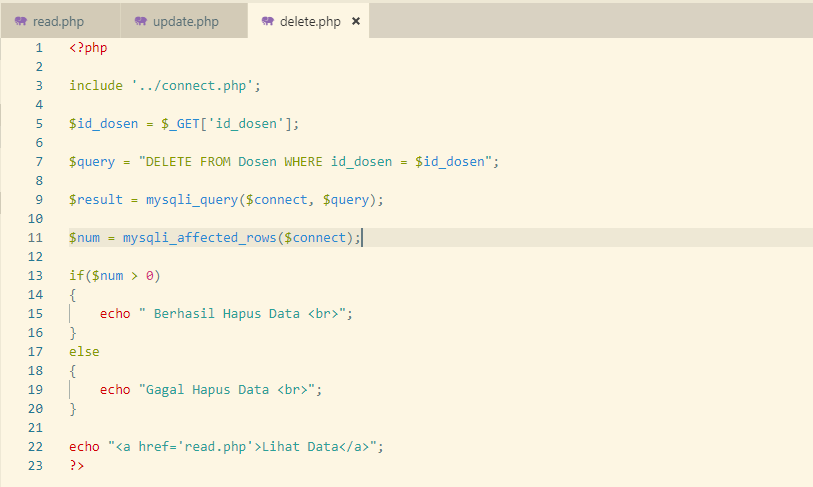 read.php update.php delete.php ×
1 <?php
2
3 include '../connect.php';
4
5 $id_dosen = $_GET['id_dosen'];
6
7 $query = "DELETE FROM Dosen WHERE id_dosen = $id_dosen";
8
9 $result = mysqli_query($connect, $query);
10
11 $num = mysqli_affected_rows($connect);
12
13 if($num > 0)
14 {
15     echo " Berhasil Hapus Data <br>";
16 }
17 else
18 {
19     echo "Gagal Hapus Data <br>";
20 }
21
22 echo "<a href='read.php'>Lihat Data</a>";
23 ?>